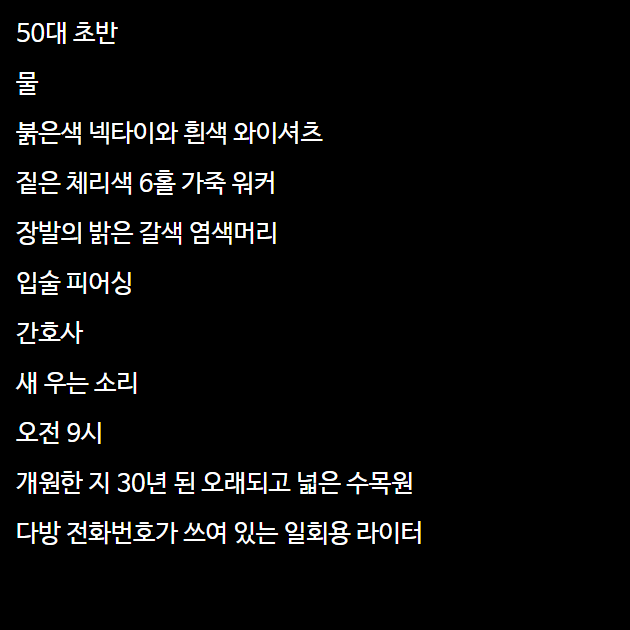 50대 초반
물
붉은색 넥타이와 흰색 와이셔츠
짙은 체리색 6홀 가죽 워커
장발의 밝은 갈색 염색머리
입술 피어싱
간호사
새 우는 소리
오전 9시
개원한 지 30년 된 오래되고 넓은 수목원
다방 전화번호가 쓰여 있는 일회용 라이터